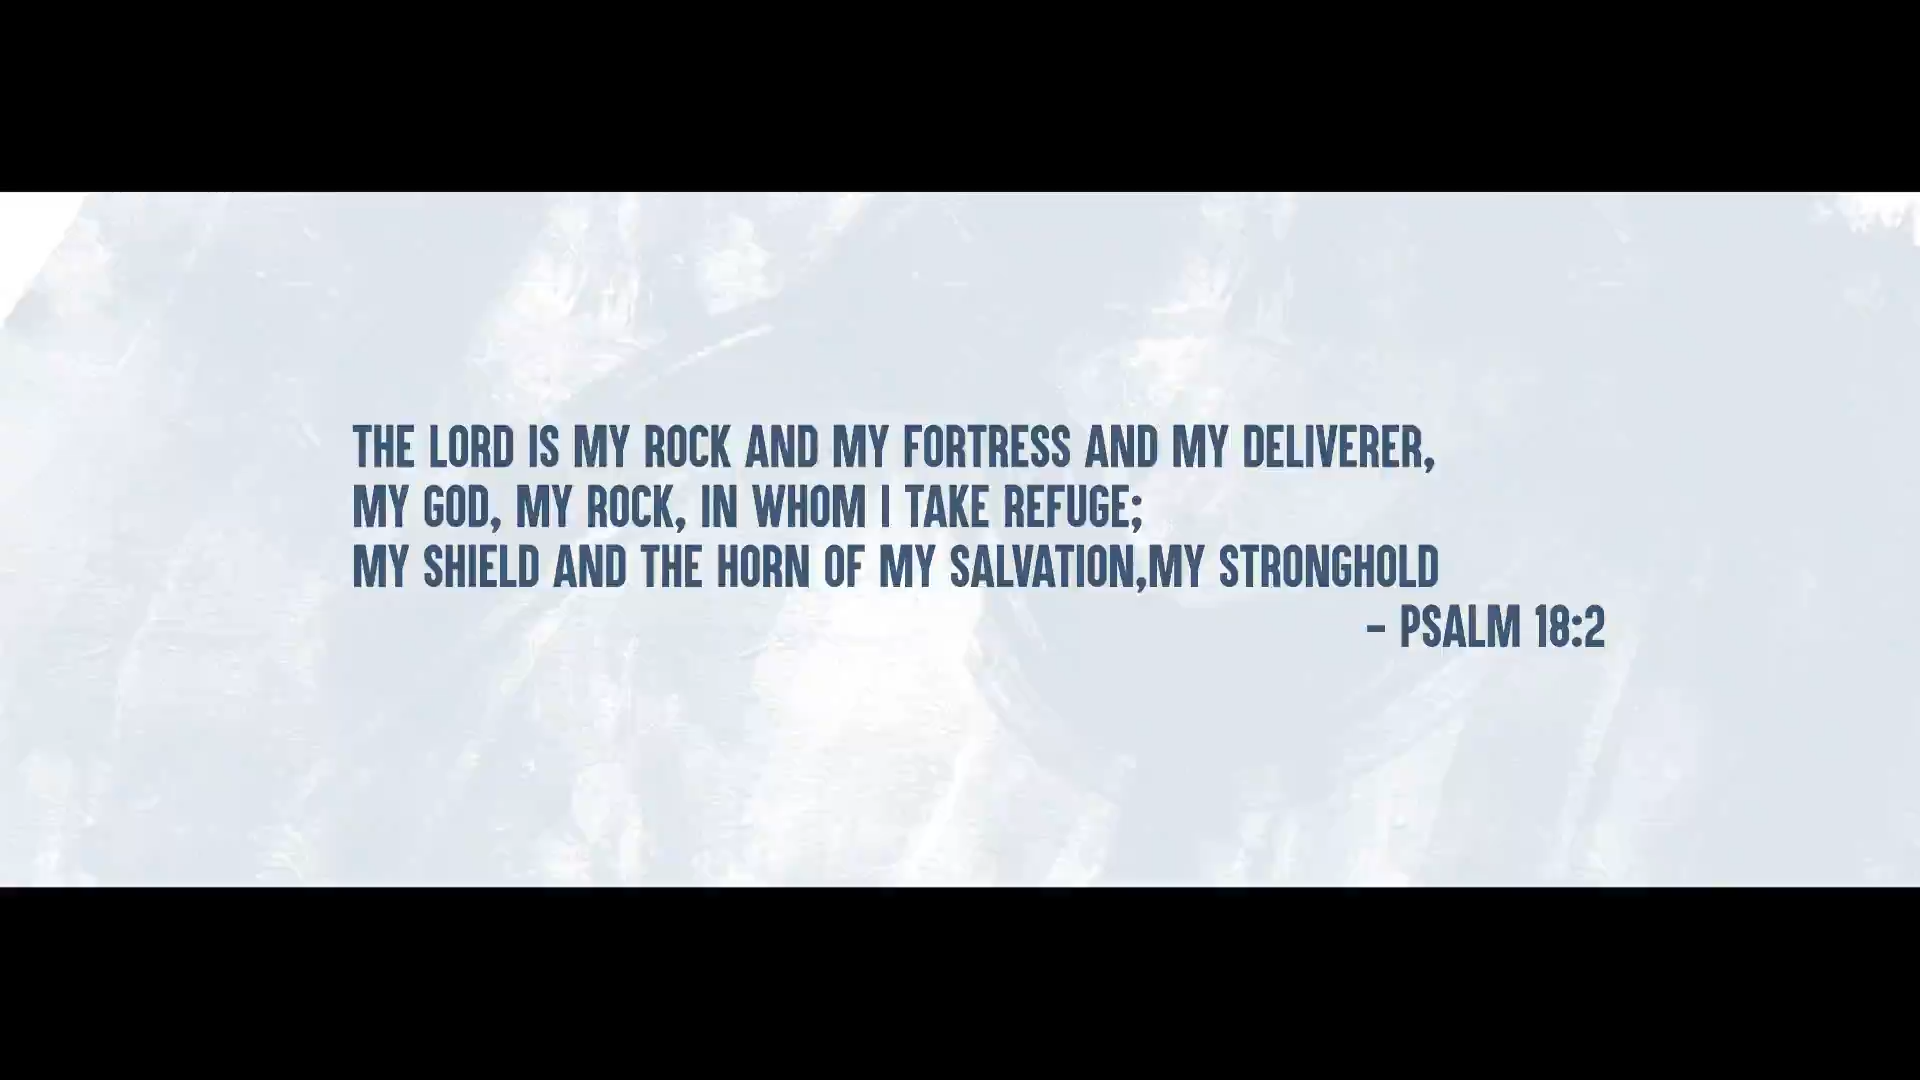 THE LORD IS MY ROCK AND MY FORTRESS AND MY DELIVERER,
MY GOD, MY ROCK, IN WHOM I TAKE REFUGE;
MY SHIELD AND THE HORN OF MY SALVATION,MY STRONGHOLD
– PSALM 18:2